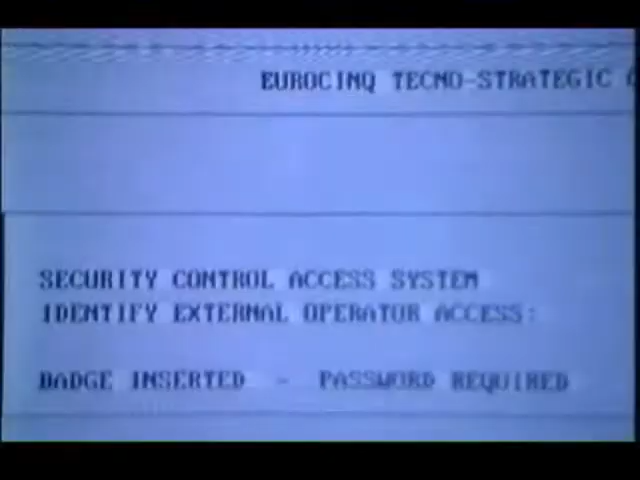 EUROCINQ TECNO-STRATEGIC
SECURITY CONTROL ACCESS SYSTEM
IDENTIFY EXTERNAL OPERATOR ACCESS:
BADGE INSERTED - PASSWORD REQUIRED